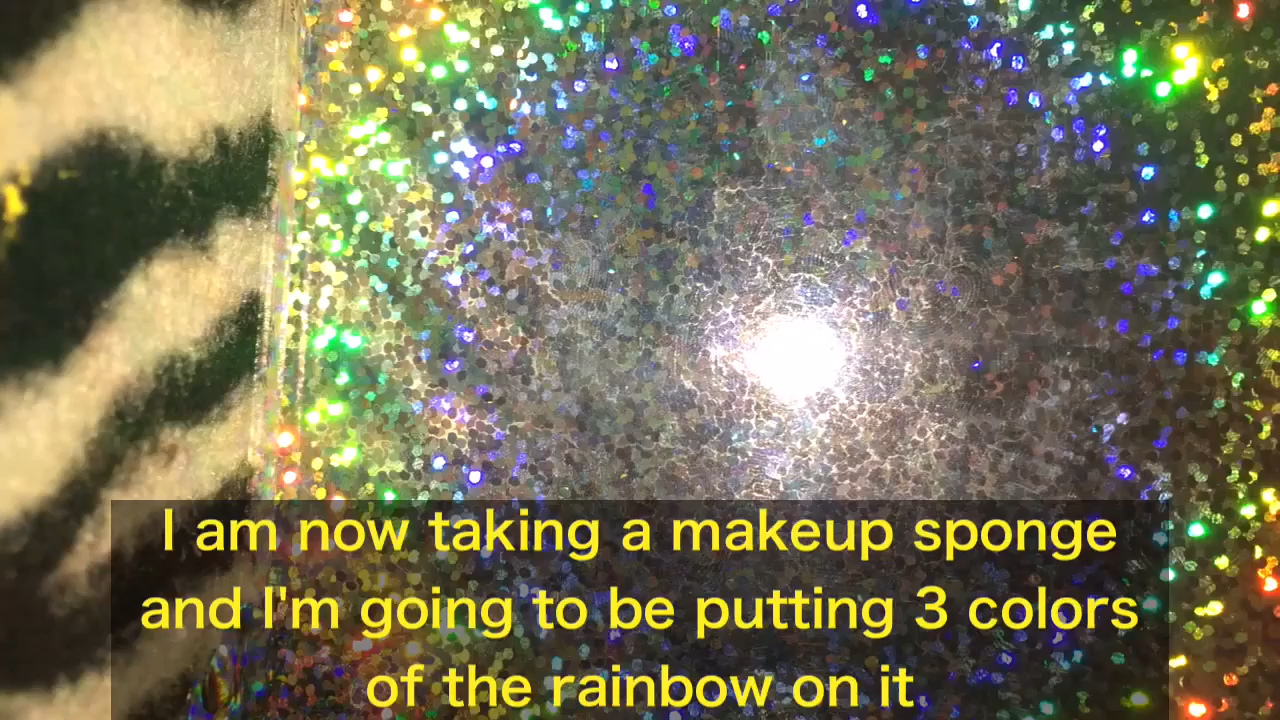 I am now taking a makeup sponge
and I'm going to be putting 3 colors
of the rainbow on it